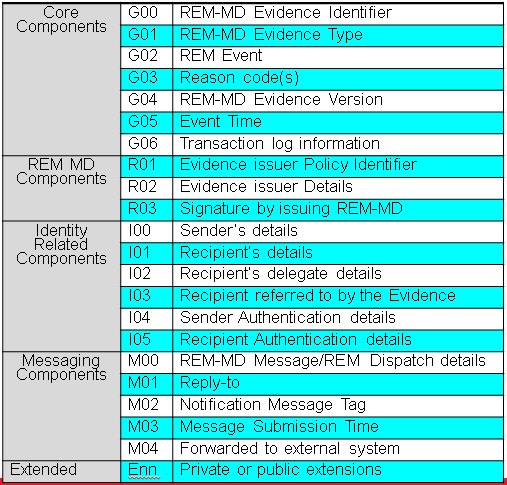 Core Components
G00 REM-MD Evidence Identifier
G01 REM-MD Evidence Type
G02 REM Event
G03 Reason code(s)
G04 REM-MD Evidence Version
G05 Event Time
G06 Transaction log information
REM MD Components
R01 Evidence issuer Policy Identifier
R02 Evidence issuer Details
R03 Signature by issuing REM-MD
Identity Related Components
I00 Sender's details
I01 Recipient's details
I02 Recipient's delegate details
I03 Recipient referred to by the Evidence
I04 Sender Authentication details
I05 Recipient Authentication details
Messaging Components
M00 REM-MD Message/REM Dispatch details
M01 Reply-to
M02 Notification Message Tag
M03 Message Submission Time
M04 Forwarded to external system
Extended Enn Private or public extensions